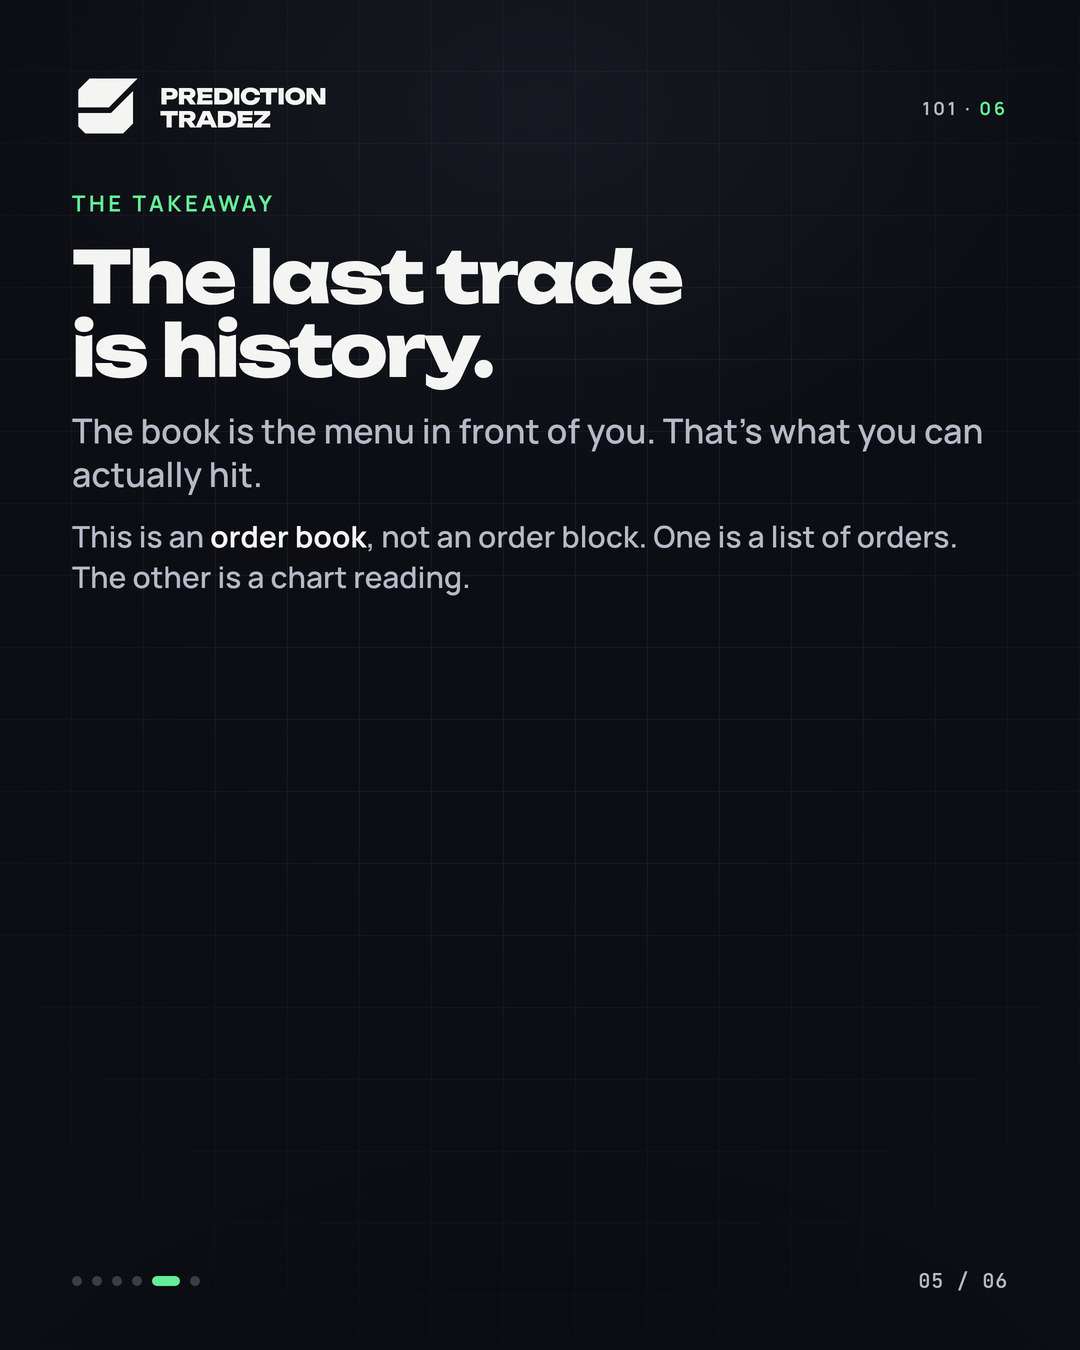 PREDICTION
TRADEZ
101 · 06
THE TAKEAWAY
The last trade
is history.
The book is the menu in front of you. That’s what you can
actually hit.
This is an order book, not an order block. One is a list of orders.
The other is a chart reading.
05 / 06